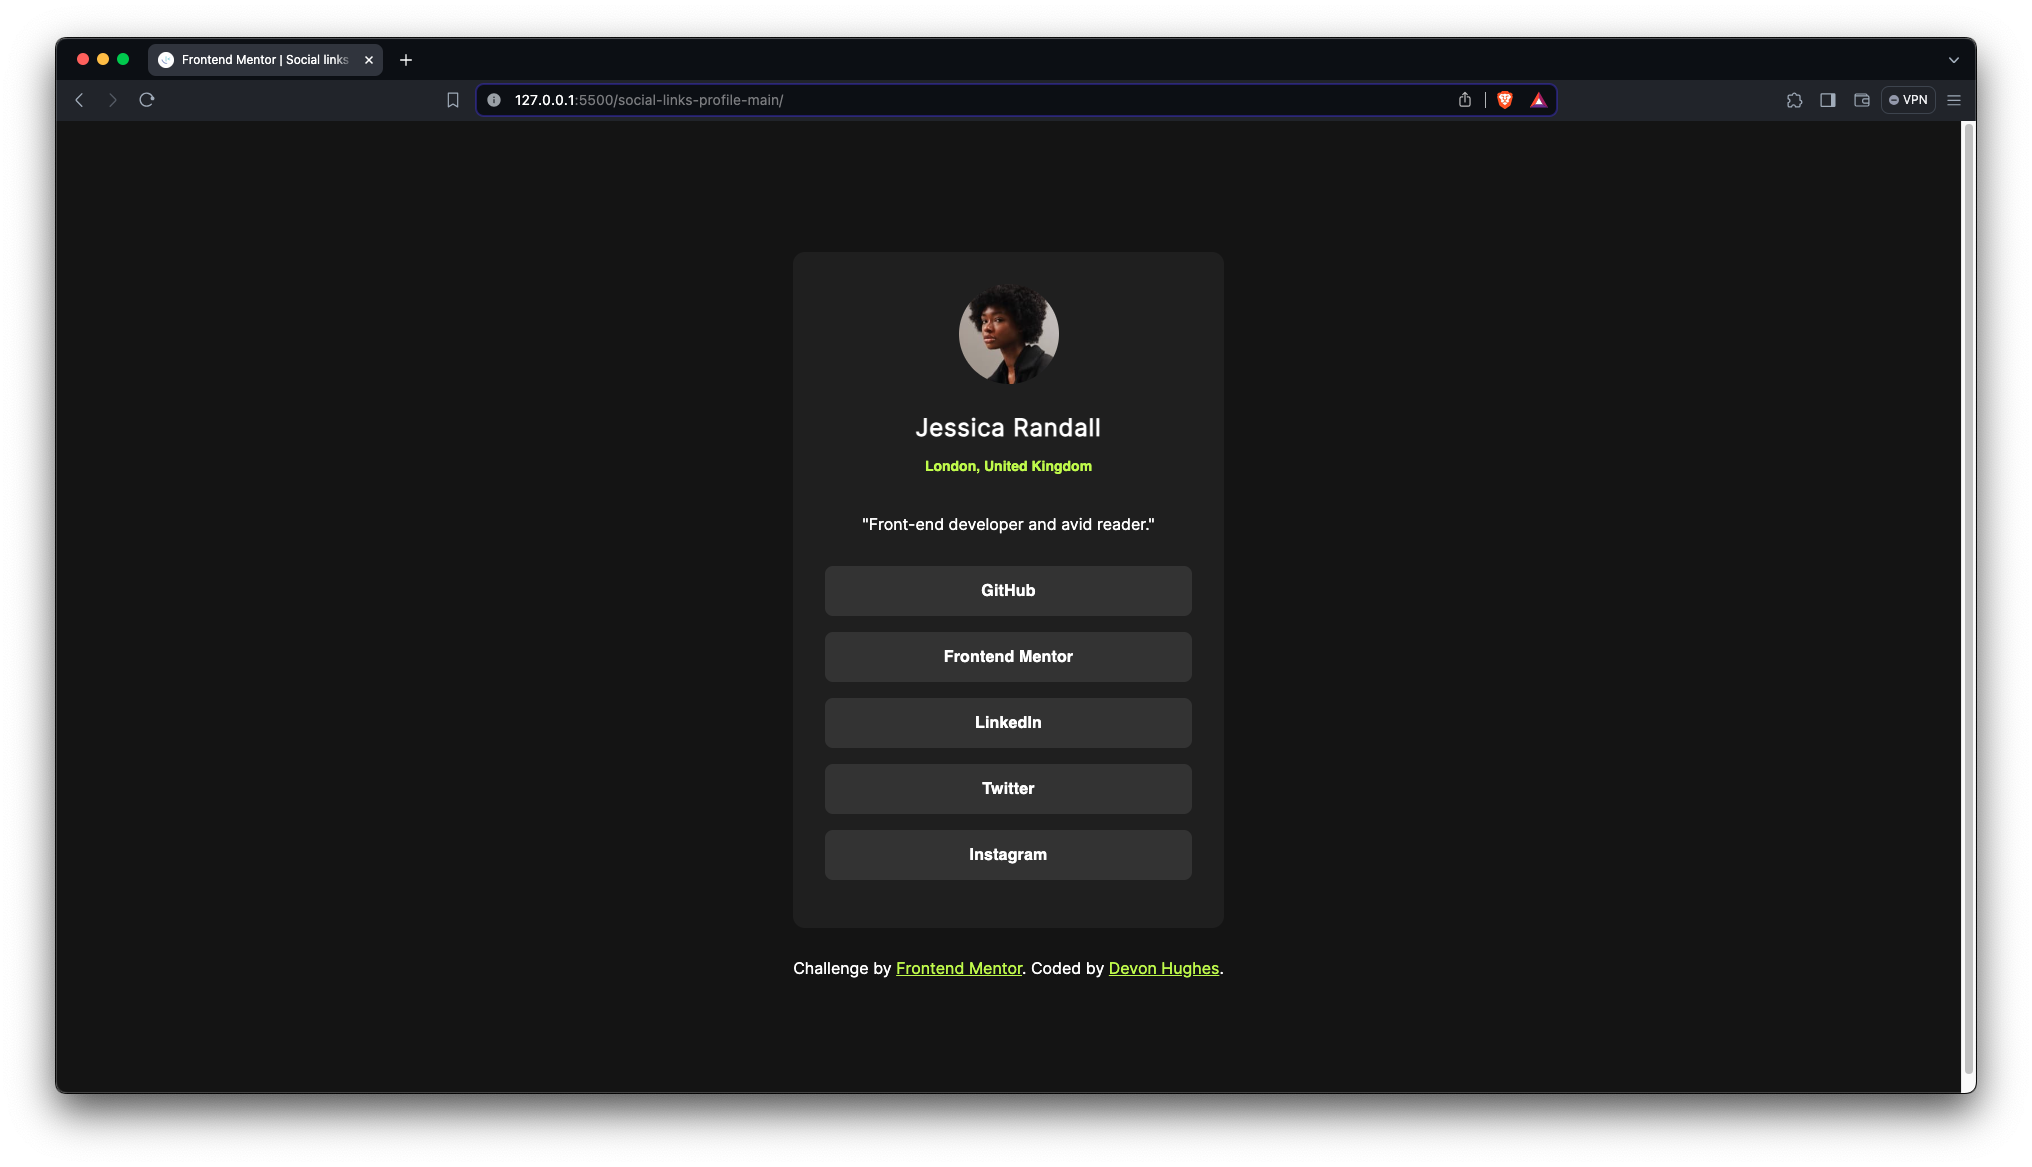 Frontend Mentor | Social links
127.0.0.1:5500/social-links-profile-main/
VPN
Jessica Randall
London, United Kingdom
"Front-end developer and avid reader."
GitHub
Frontend Mentor
LinkedIn
Twitter
Instagram
Challenge by Frontend Mentor. Coded by Devon Hughes.